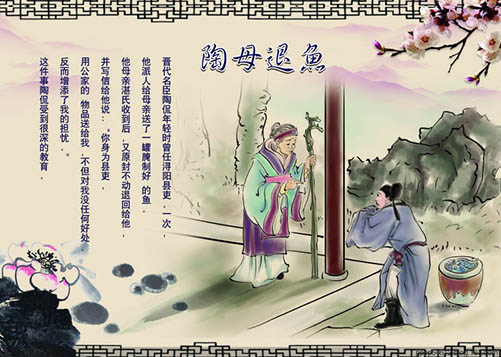 陶母退魚
晋代名臣陶侃年轻时曾任浔阳县吏.一次,
他派人给母亲送了一罐腌制好 的鱼.
他母亲湛氏收到后.又原封不动退回给他.
并写信给他说:.你身为县吏.
用公家的 物品送给我.不但对我没任何好处.
反而增添了我的担忧.。
这件事陶侃受到很深的教育.